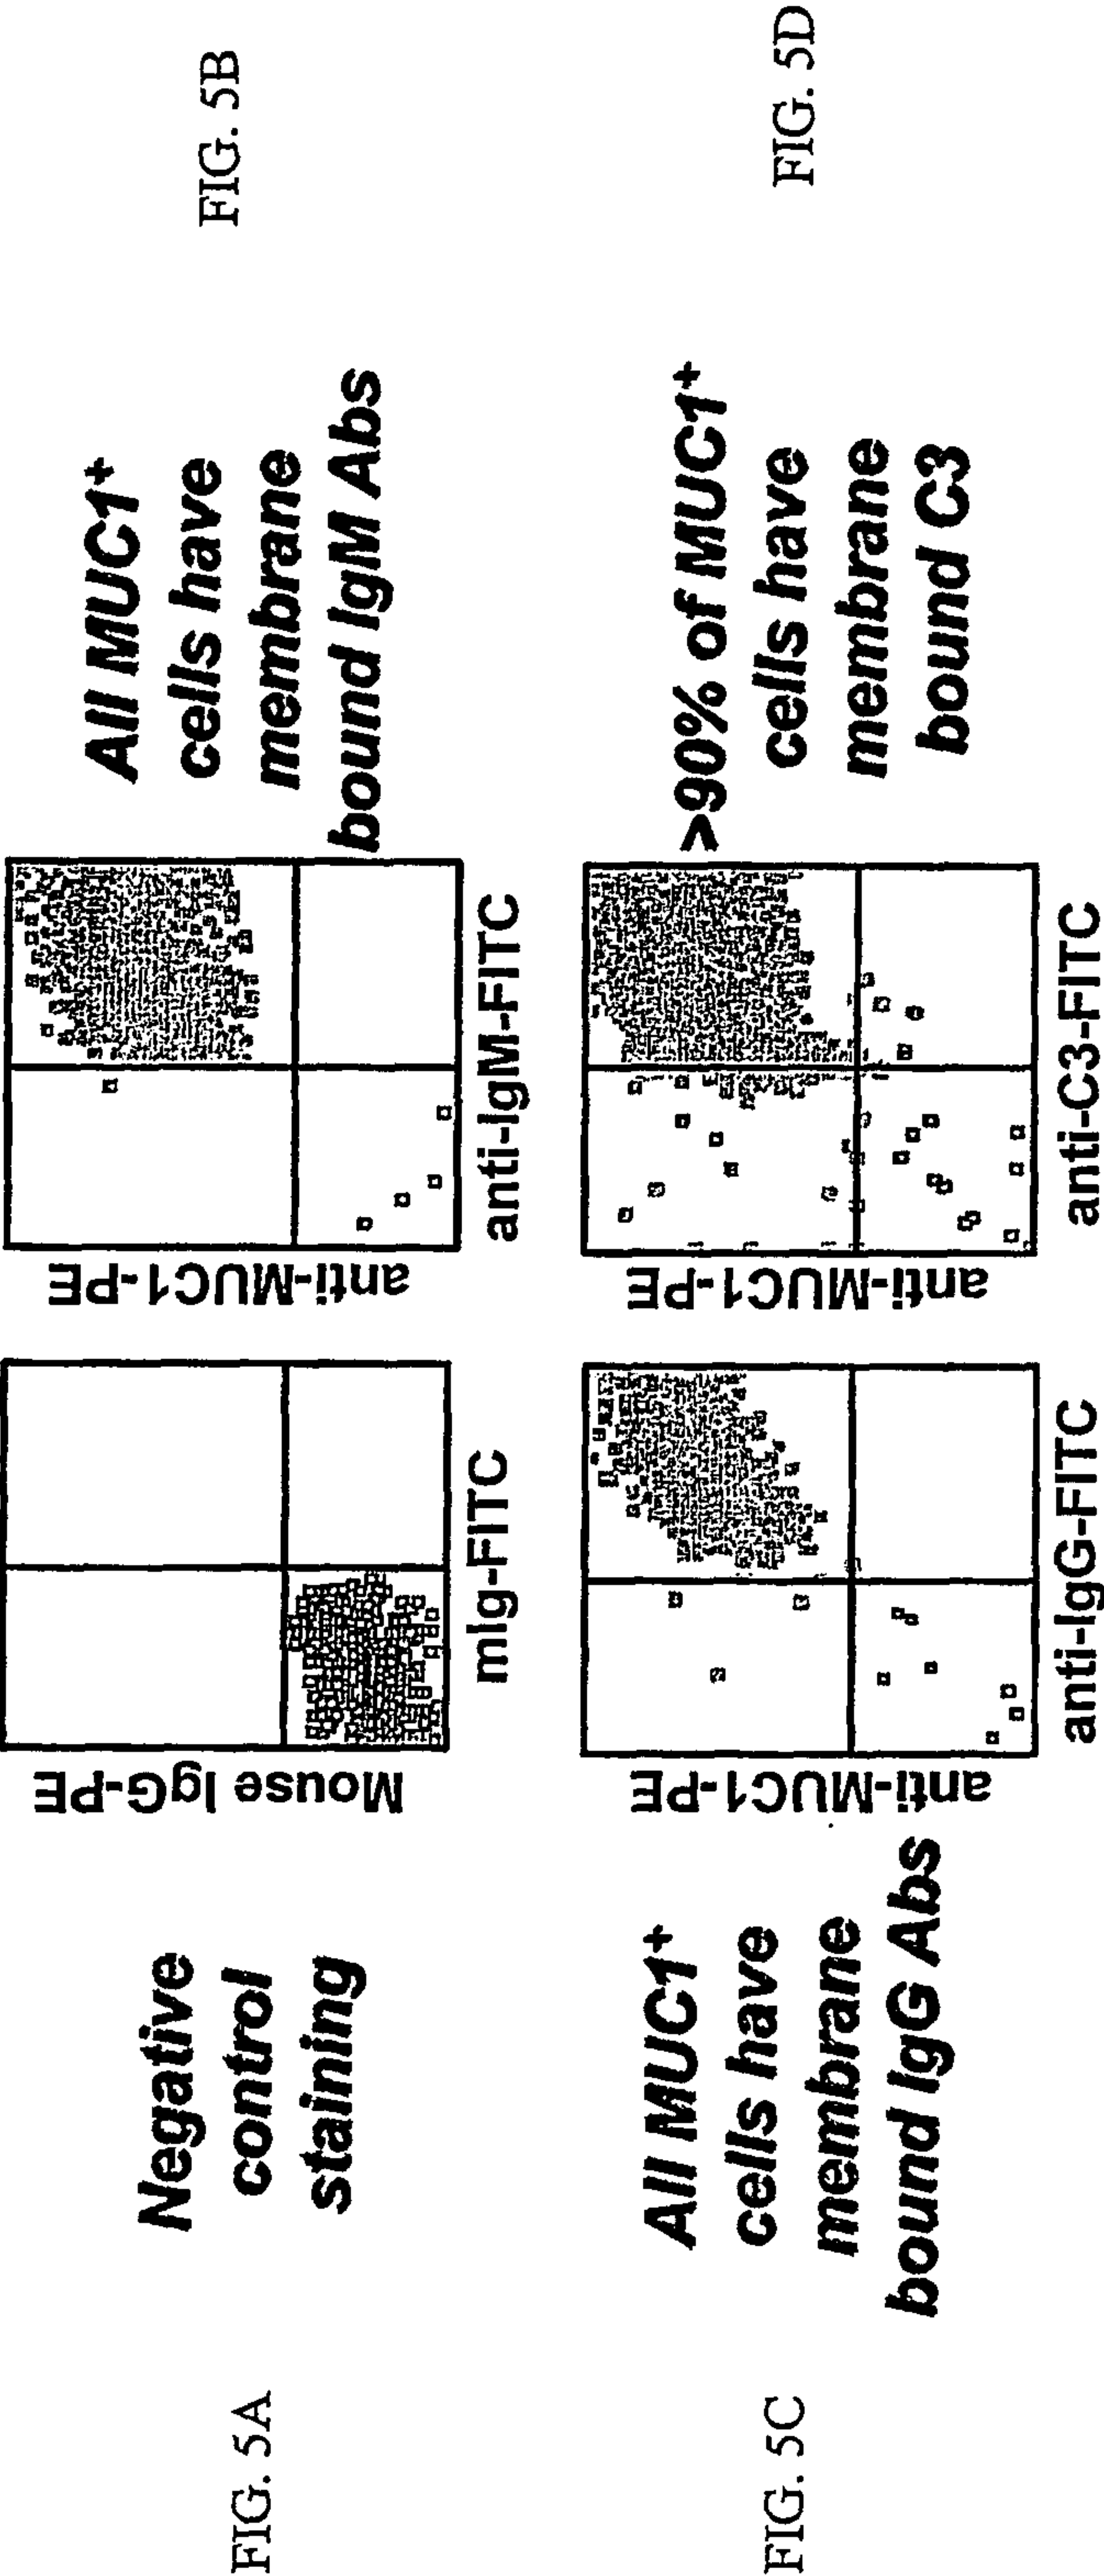 FIG. 5A
Negative
control
staining
Mouse IgG-PE
mIg-FITC
FIG. 5B
anti-MUC1-PE
anti-IgM-FITC
All MUC1⁺
cells have
membrane
bound IgM Abs
FIG. 5C
All MUC1⁺
cells have
membrane
bound IgG Abs
anti-MUC1-PE
anti-IgG-FITC
FIG. 5D
anti-MUC1-PE
anti-C3-FITC
>90% of MUC1⁺
cells have
membrane
bound C3